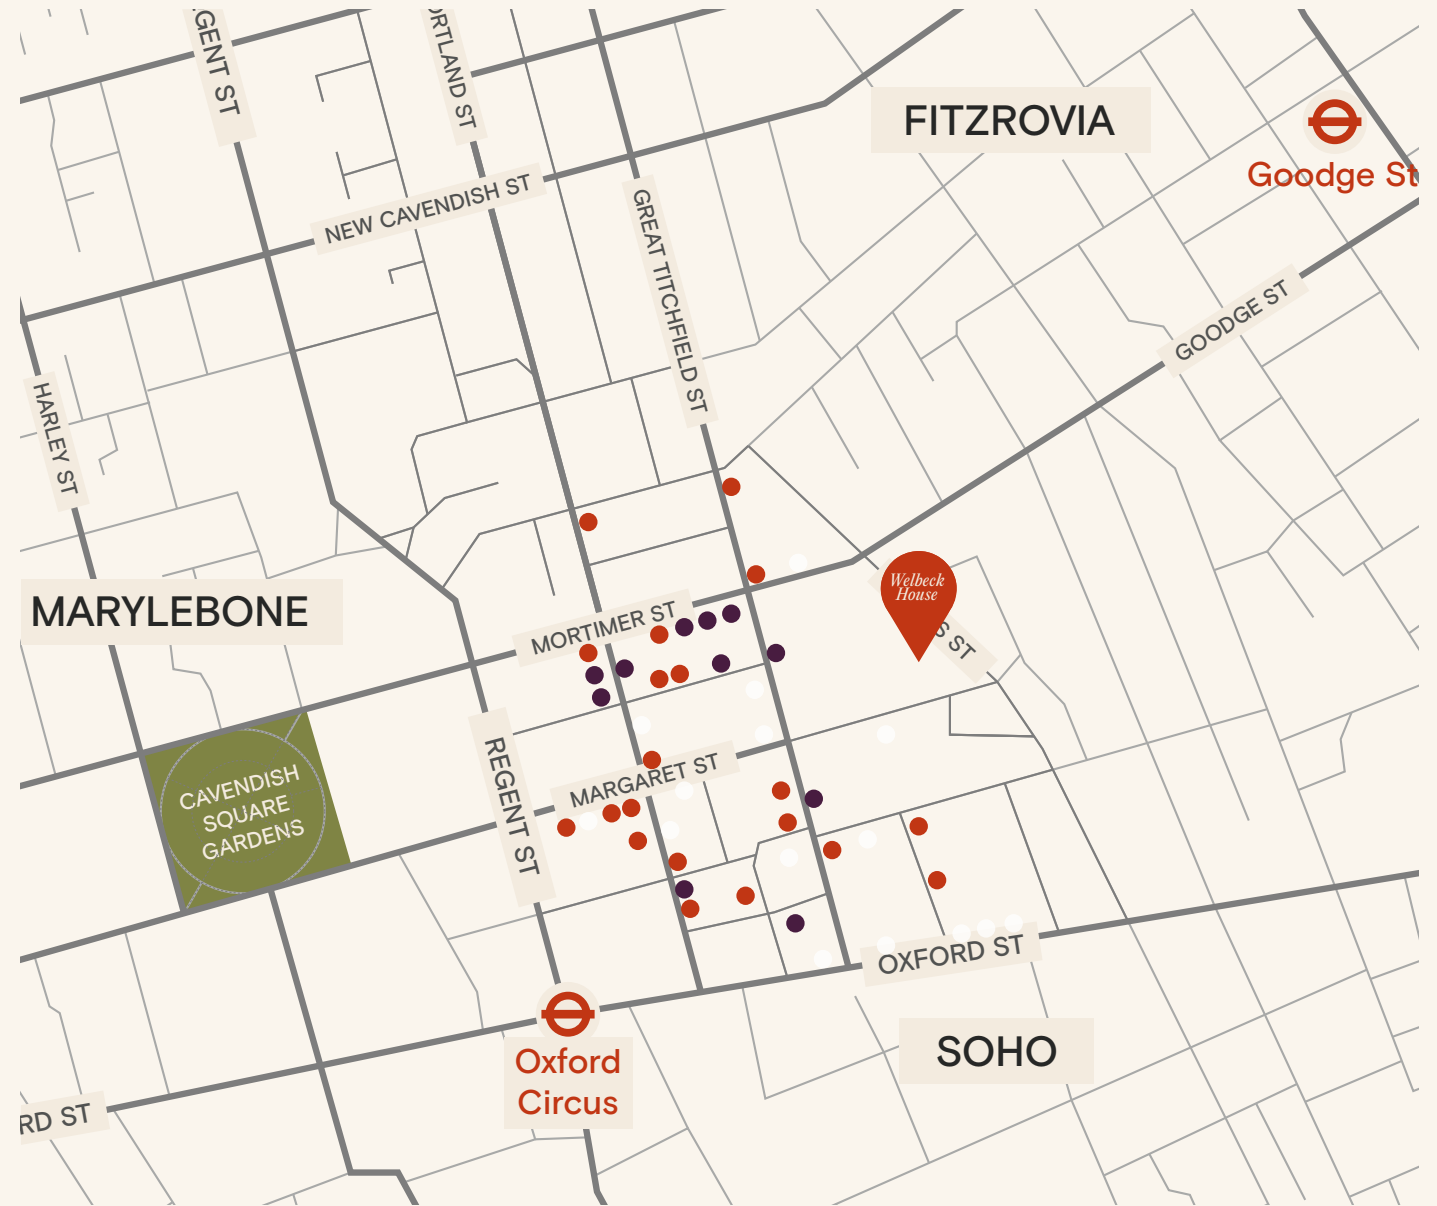 GENT ST
ORTLAND ST
FITZROVIA
Goodge St
NEW CAVENDISH ST
GREAT TITCHFIELD ST
GOODGE ST
HARLEY ST
MARYLEBONE
MORTIMER ST
Welbeck
House
S ST
REGENT ST
MARGARET ST
CAVENDISH
SQUARE
GARDENS
OXFORD ST
SOHO
Oxford
Circus
RD ST